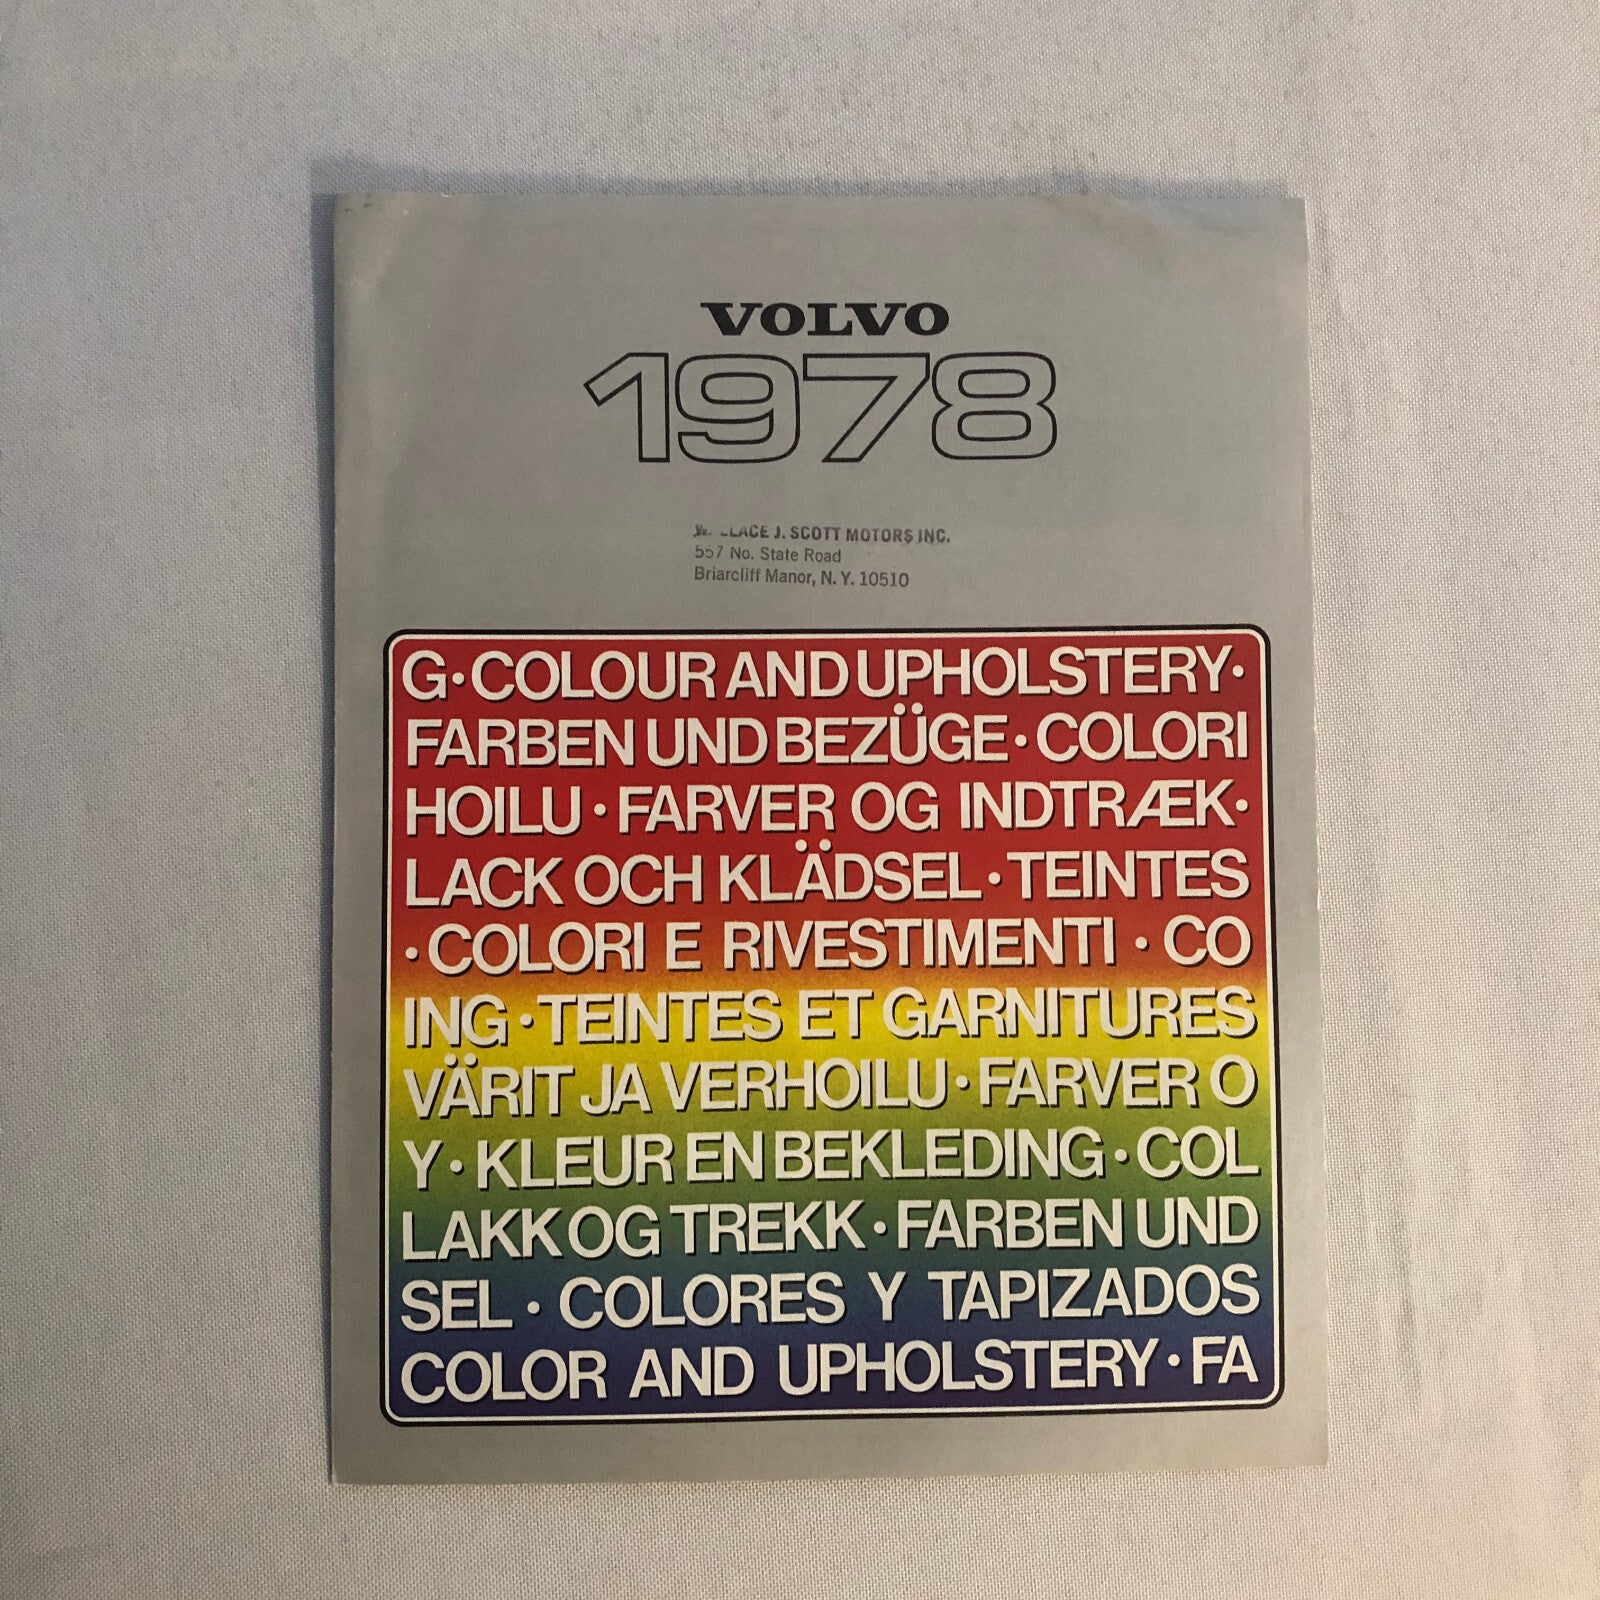 VOLVO
1978
J. SCOTT MOTORS INC.
557 No. State Road
Briarcliff Manor, N. Y. 10510
G·COLOUR AND UPHOLSTERY·
FARBEN UND BEZÜGE·COLORI
HOILU·FARVER OG INDTRÆK·
LACK OCH KLÄDSEL·TEINTES
·COLORI E RIVESTIMENTI·CO
ING·TEINTES ET GARNITURES
VÄRIT JA VERHOILU·FARVER O
Y·KLEUR EN BEKLEDING·COL
LAKK OG TREKK·FARBEN UND
SEL·COLORES Y TAPIZADOS
COLOR AND UPHOLSTERY·FA